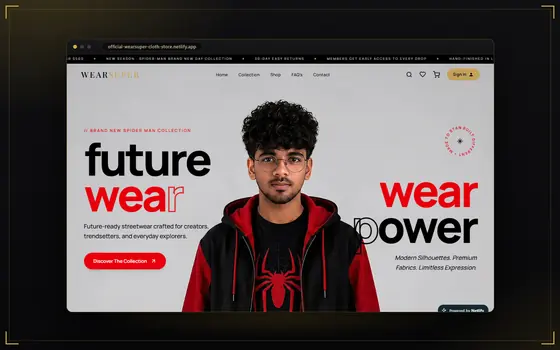 official-wearsuper-cloth-store.netlify.app
NEW SEASON: SPIDER-MAN BRAND NEW DAY COLLECTION ✦ 30-DAY EASY RETURNS ✦ MEMBERS GET EARLY ACCESS TO EVERY DROP ✦ HAND-FINISHED IN
WEARSUPER
Home Collection Shop FAQ's Contact
Sign in
// BRAND NEW SPIDER MAN COLLECTION
future
wear
Future-ready streetwear crafted for creators,
trendsetters, and everyday explorers.
Discover The Collection
wear
power
Modern Silhouettes. Premium
Fabrics. Limitless Expression.
Powered by Netlify